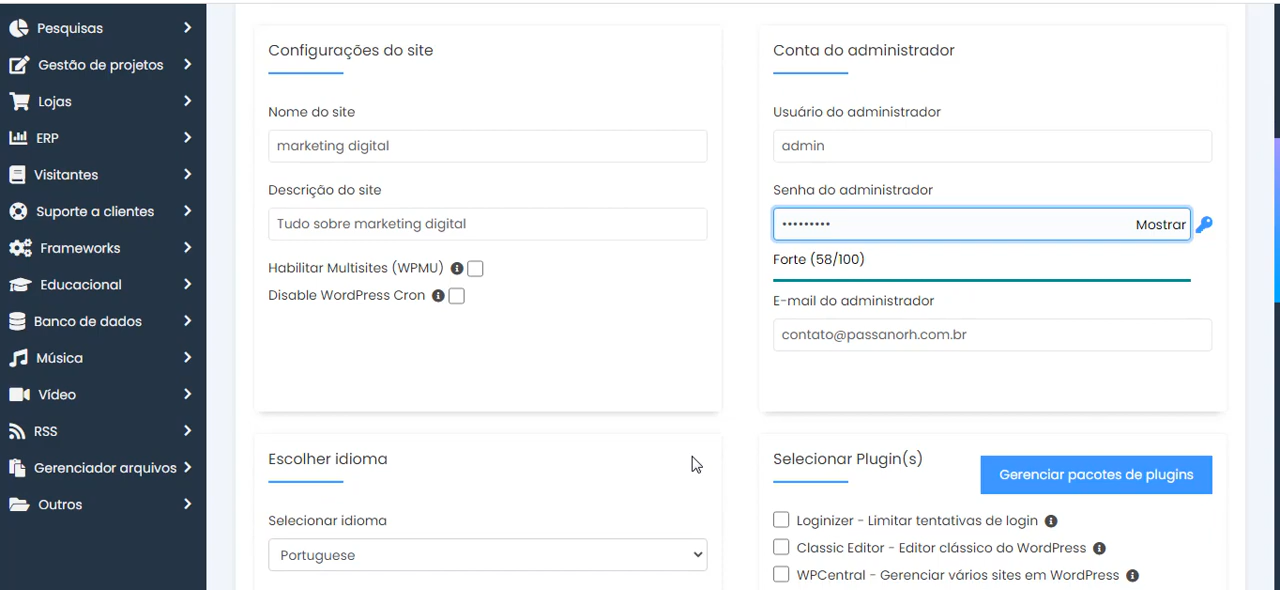 Pesquisas
Gestão de projetos
Lojas
ERP
Visitantes
Suporte a clientes
Frameworks
Educacional
Banco de dados
Música
Vídeo
RSS
Gerenciador arquivos
Outros
Configurações do site
Nome do site
marketing digital
Descrição do site
Tudo sobre marketing digital
Habilitar Multisites (WPMU)
Disable WordPress Cron
Conta do administrador
Usuário do administrador
admin
Senha do administrador
••••••••• Mostrar
Forte (58/100)
E-mail do administrador
contato@passanorh.com.br
Escolher idioma
Selecionar idioma
Portuguese
Selecionar Plugin(s)
Gerenciar pacotes de plugins
Loginizer - Limitar tentativas de login
Classic Editor - Editor clássico do WordPress
WPCentral - Gerenciar vários sites em WordPress